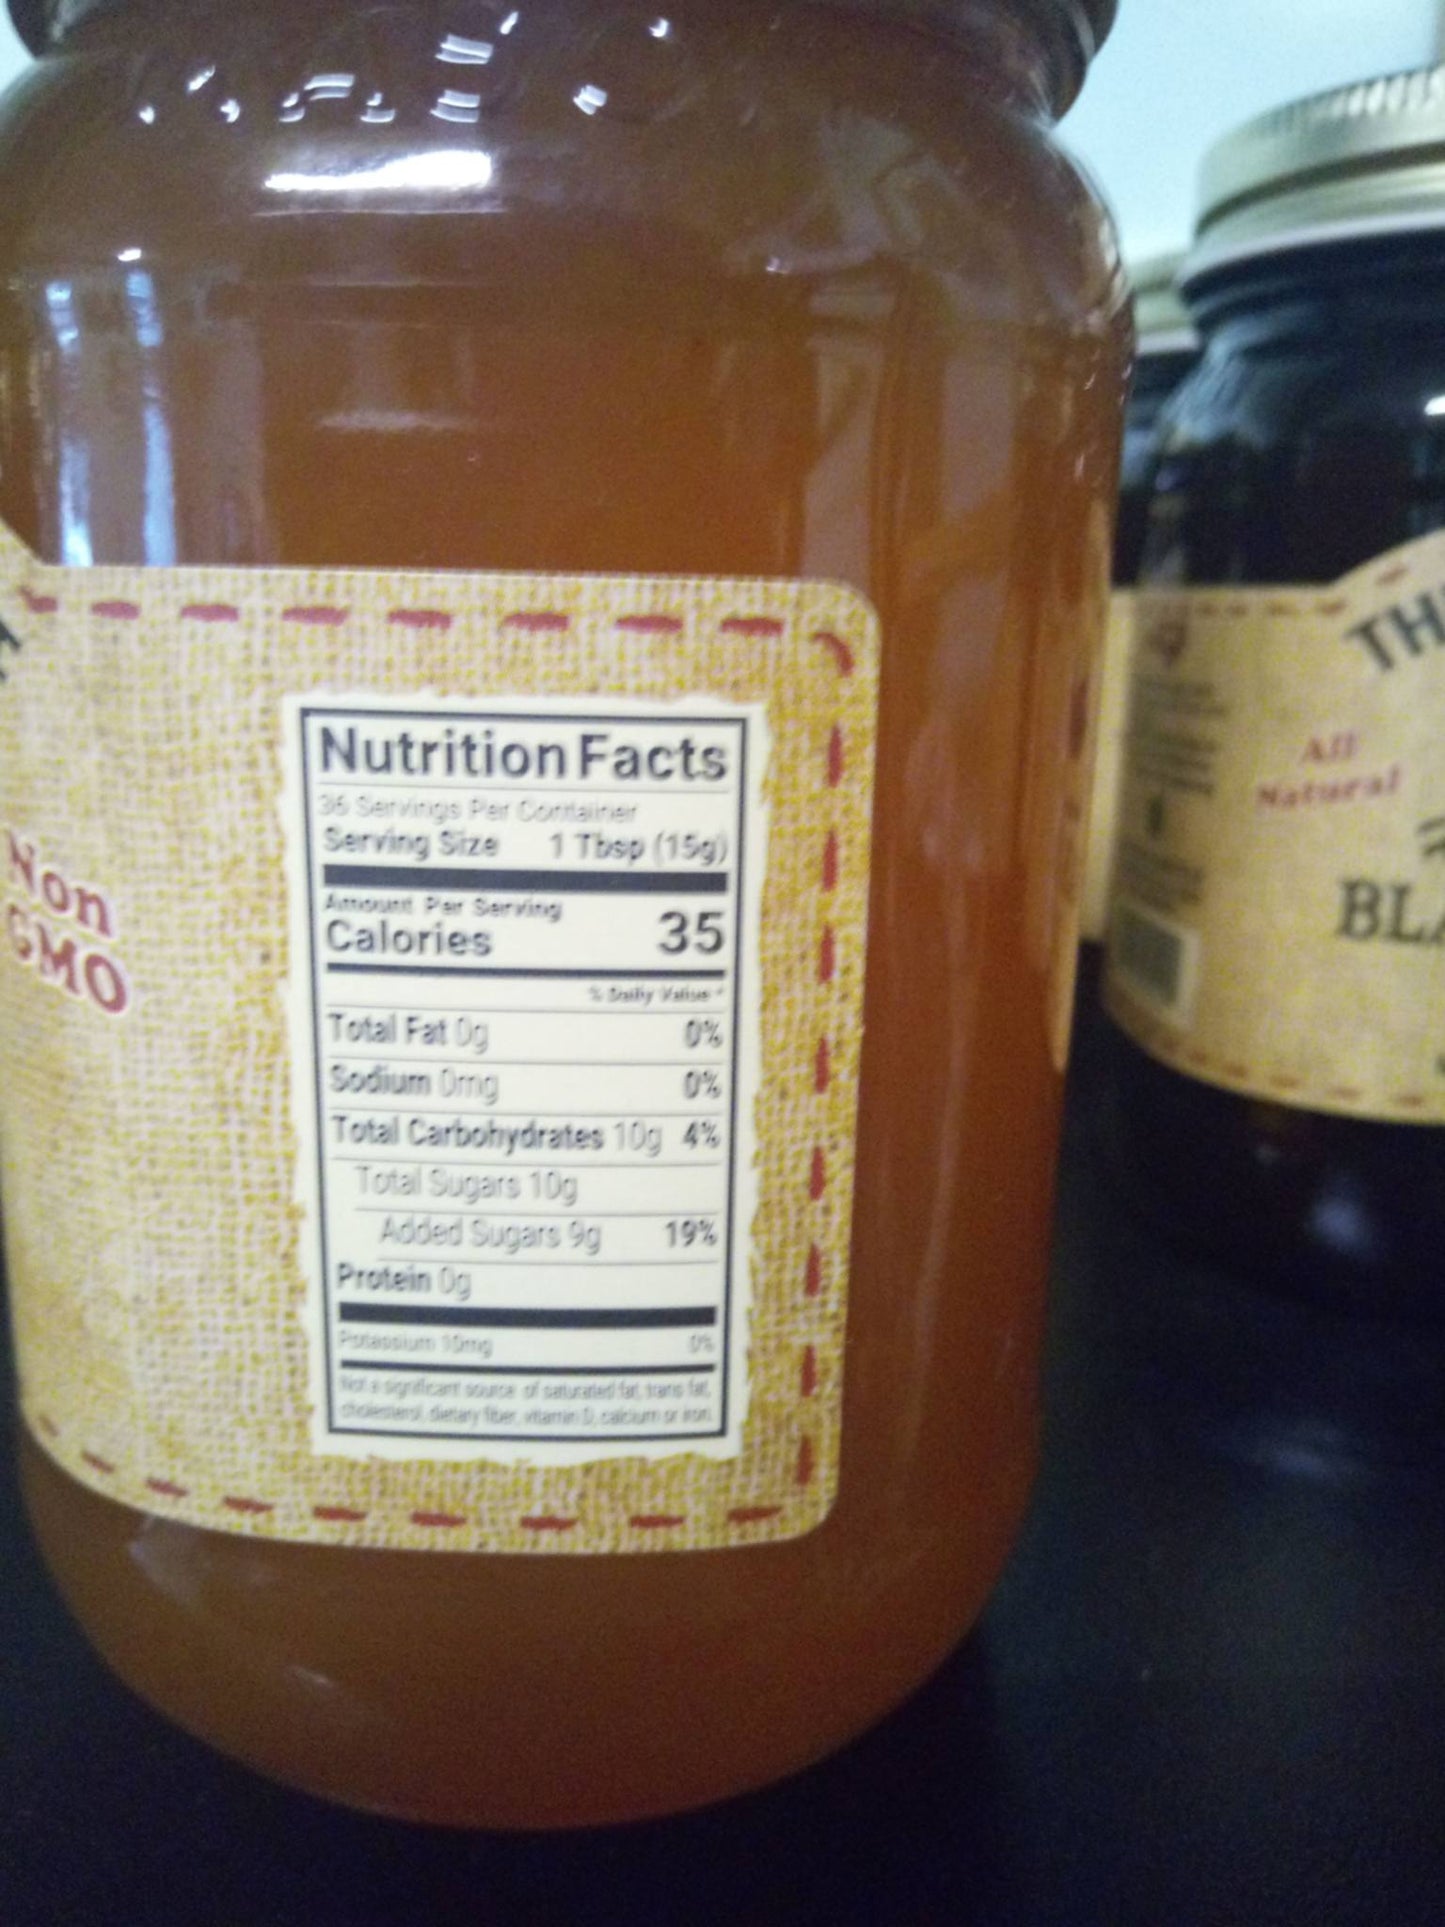 Non
GMO
Nutrition Facts
36 Servings Per Container
Serving Size 1 Tbsp (15g)
Amount Per Serving
Calories 35
% Daily Value *
Total Fat 0g 0%
Sodium 0mg 0%
Total Carbohydrates 10g 4%
Total Sugars 10g
Added Sugars 9g 19%
Protein 0g
Potassium 10mg 0%
Not a significant source of saturated fat, trans fat,
cholesterol, dietary fiber, vitamin D, calcium or iron.
All
Natural